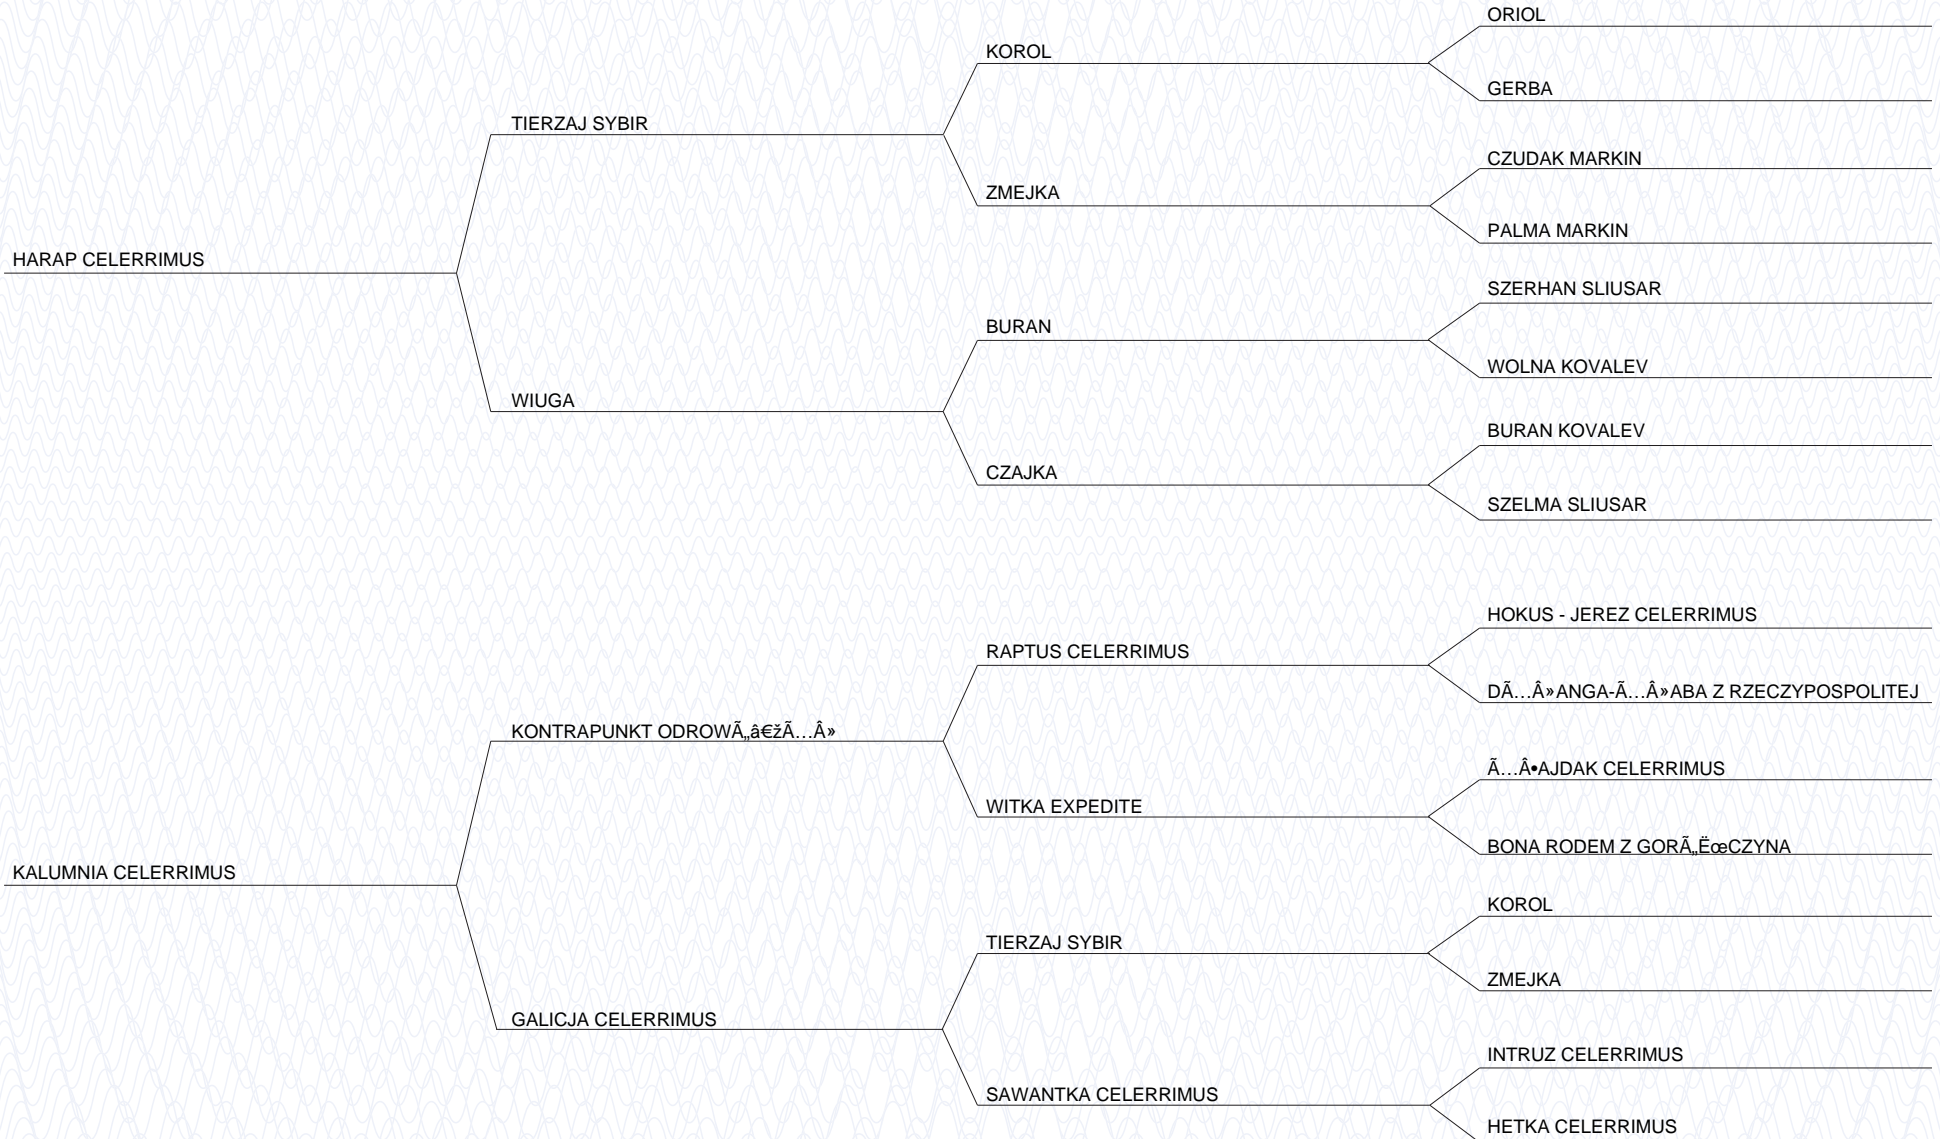 ORIOL
KOROL
GERBA
TIERZAJ SYBIR
CZUDAK MARKIN
ZMEJKA
PALMA MARKIN
HARAP CELERRIMUS
SZERHAN SLIUSAR
BURAN
WOLNA KOVALEV
WIUGA
BURAN KOVALEV
CZAJKA
SZELMA SLIUSAR
HOKUS - JEREZ CELERRIMUS
RAPTUS CELERRIMUS
DÃ…Â»ANGA-Ã…Â»ABA Z RZECZYPOSPOLITEJ
KONTRAPUNKT ODROWÃ„â€žÃ…Â»
Ã…Â•AJDAK CELERRIMUS
WITKA EXPEDITE
BONA RODEM Z GORÃ„ËœCZYNA
KALUMNIA CELERRIMUS
KOROL
TIERZAJ SYBIR
ZMEJKA
GALICJA CELERRIMUS
INTRUZ CELERRIMUS
SAWANTKA CELERRIMUS
HETKA CELERRIMUS